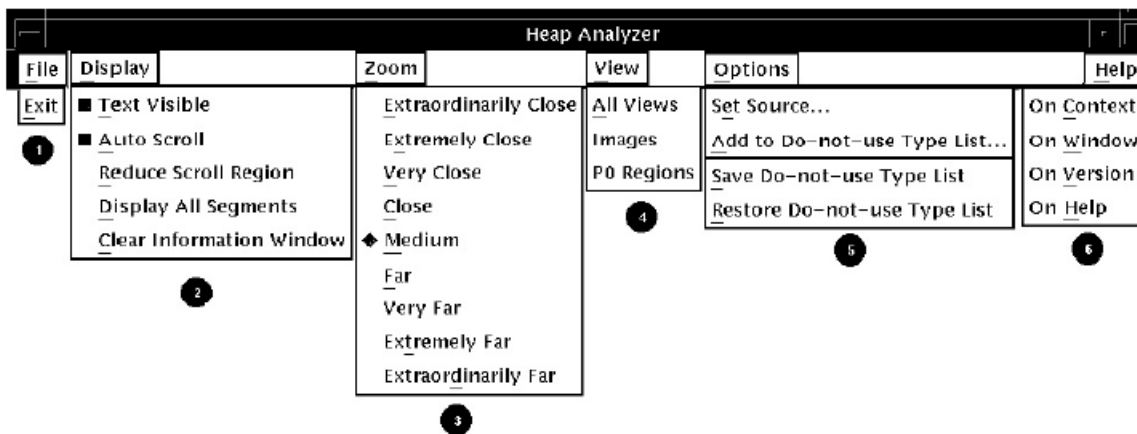 Heap Analyzer
File Display Zoom View Options Help
Exit
1
Text Visible
Auto Scroll
Reduce Scroll Region
Display All Segments
Clear Information Window
2
Extraordinarily Close
Extremely Close
Very Close
Close
Medium
Far
Very Far
Extremely Far
Extraordinarily Far
3
All Views
Images
P0 Regions
4
Set Source...
Add to Do-not-use Type List...
Save Do-not-use Type List
Restore Do-not-use Type List
5
On Context
On Window
On Version
On Help
6